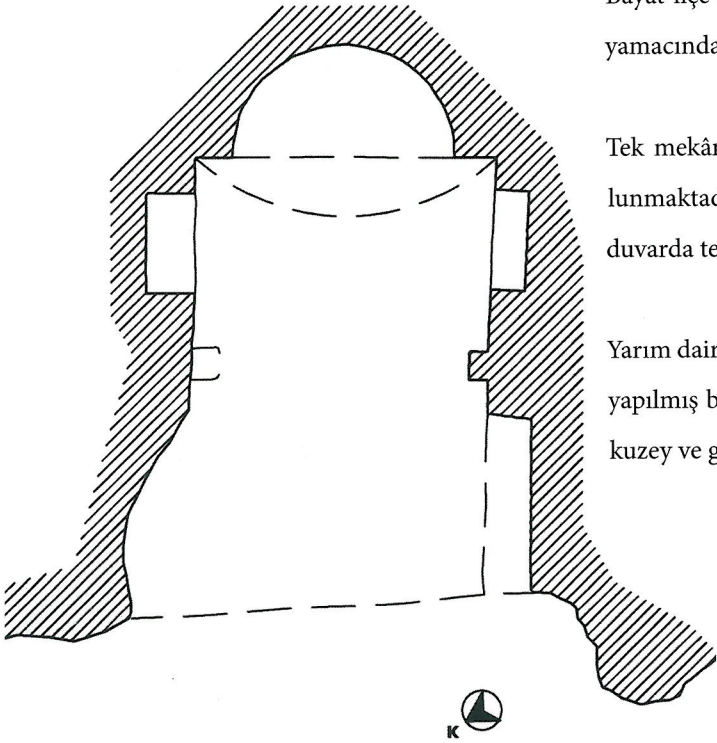 Bayat ilçe
yamacında
Tek mekân
lunmaktad
duvarda te
Yarım dair
yapılmış b
kuzey ve g
K